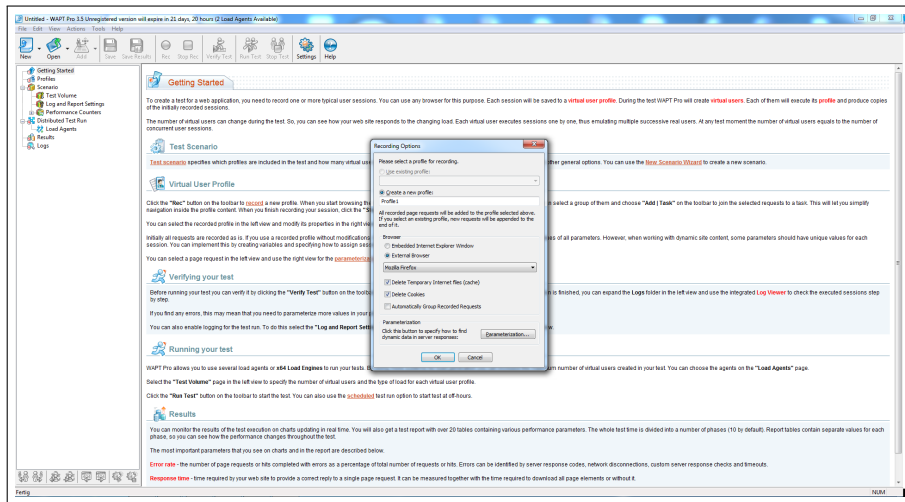 Untitled - WAPT Pro 3.5 Unregistered version will expire in 21 days, 20 hours (2 Load Agents Available)
File Edit View Actions Tools Help
New Open Add Save Save Results Rec Stop Rec Verify Test Run Test Stop Test Settings Help
Getting Started
Profiles
Scenario
Test Volume
Log and Report Settings
Performance Counters
Distributed Test Run
Load Agents
Results
Logs
Getting Started
To create a test for a web application, you need to record one or more typical user sessions. You can use any browser for this purpose. Each session will be saved to a virtual user profile. During the test WAPT Pro will create virtual users. Each of them will execute its profile and produce copies
of the initially recorded sessions.
The number of virtual users can change during the test. So, you can see how your web site responds to the changing load. Each virtual user executes sessions one by one, thus emulating multiple successive real users. At any test moment the number of virtual users equals to the number of
concurrent user sessions.
Test Scenario
Test scenario specifies which profiles are included in the test and how many virtual use
ther general options. You can use the New Scenario Wizard to create a new scenario.
Virtual User Profile
Click the "Rec" button on the toolbar to record a new profile. When you start browsing the
n select a group of them and choose "Add | Task" on the toolbar to join the selected requests to a task. This will let you simplify
navigation inside the profile content. When you finish recording your session, click the "St
You can select the recorded profile in the left view and modify its properties in the right vie
Initially all requests are recorded as is. If you use a recorded profile without modifications
es of all parameters. However, when working with dynamic site content, some parameters should have unique values for each
session. You can implement this by creating variables and specifying how to assign sess
You can select a page request in the left view and use the right view for the parameteriza
Verifying your test
Before running your test you can verify it by clicking the "Verify Test" button on the toolba
n is finished, you can expand the Logs folder in the left view and use the integrated Log Viewer to check the executed sessions step
by step.
If you find any errors, this may mean that you need to parameterize more values in your p
You can also enable logging for the test run. To do this select the "Log and Report Setti
w.
Running your test
WAPT Pro allows you to use several load agents or x64 Load Engines to run your tests. E
um number of virtual users created in your test. You can choose the agents on the "Load Agents" page.
Select the "Test Volume" page in the left view to specify the number of virtual users and the type of load for each virtual user profile.
Click the "Run Test" button on the toolbar to start the test. You can also use the scheduled test run option to start test at off-hours.
Results
You can monitor the results of the test execution on charts updating in real time. You will also get a test report with over 20 tables containing various performance parameters. The whole test time is divided into a number of phases (10 by default). Report tables contain separate values for each
phase, so you can see how the performance changes throughout the test.
The most important parameters that you see on charts and in the report are described below.
Error rate - the number of page requests or hits completed with errors as a percentage of total number of requests or hits. Errors can be identified by server response codes, network disconnections, custom server response checks and timeouts.
Response time - time required by your web site to provide a correct reply to a single page request. It can be measured together with the time required to download all page elements or without it.
Recording Options
Please select a profile for recording.
Use existing profile:
Create a new profile:
Profile1
All recorded page requests will be added to the profile selected above.
If you select an existing profile, new requests will be appended to the
end of it.
Browser
Embedded Internet Explorer Window
External Browser
Mozilla Firefox
Delete Temporary Internet files (cache)
Delete Cookies
Automatically Group Recorded Requests
Parameterization
Click this button to specify how to find
dynamic data in server responses:
Parameterization...
OK Cancel
Fertig
NUM